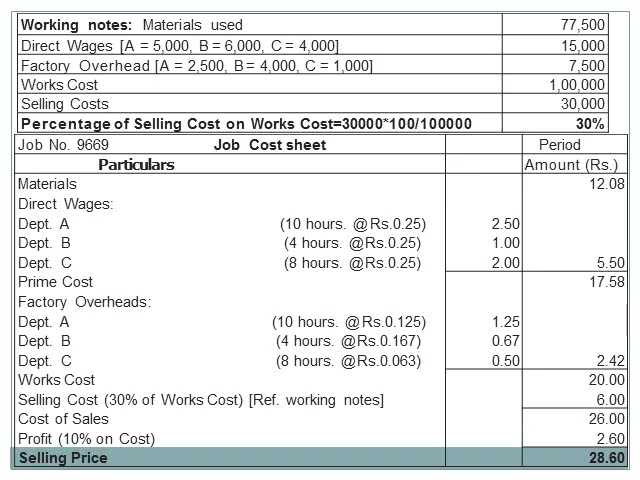 Working notes: Materials used 77,500
Direct Wages [A = 5,000, B = 6,000, C = 4,000] 15,000
Factory Overhead [A = 2,500, B = 4,000, C = 1,000] 7,500
Works Cost 1,00,000
Selling Costs 30,000
Percentage of Selling Cost on Works Cost=30000*100/100000 30%
Job No. 9669 Job Cost sheet Period
Particulars Amount (Rs.)
Materials 12.08
Direct Wages:
Dept. A (10 hours. @Rs.0.25) 2.50
Dept. B (4 hours. @Rs.0.25) 1.00
Dept. C (8 hours. @Rs.0.25) 2.00 5.50
Prime Cost 17.58
Factory Overheads:
Dept. A (10 hours. @Rs.0.125) 1.25
Dept. B (4 hours. @Rs.0.167) 0.67
Dept. C (8 hours. @Rs.0.063) 0.50 2.42
Works Cost 20.00
Selling Cost (30% of Works Cost) [Ref. working notes] 6.00
Cost of Sales 26.00
Profit (10% on Cost) 2.60
Selling Price 28.60